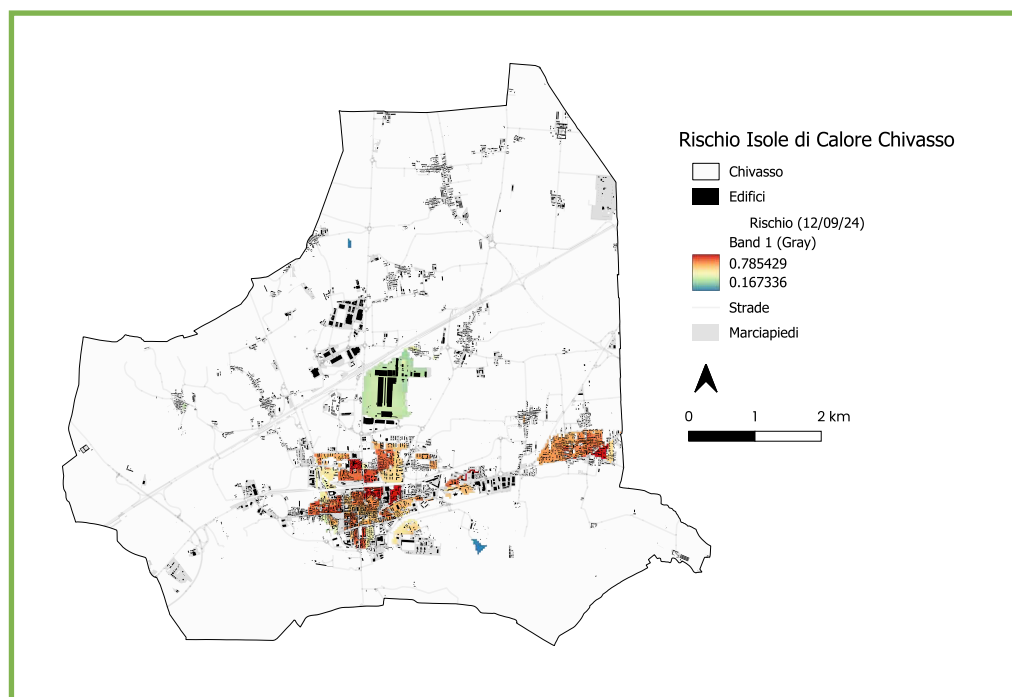 Rischio Isole di Calore Chivasso
Chivasso
Edifici
Rischio (12/09/24)
Band 1 (Gray)
0.785429
0.167336
Strade
Marciapiedi
0 1 2 km